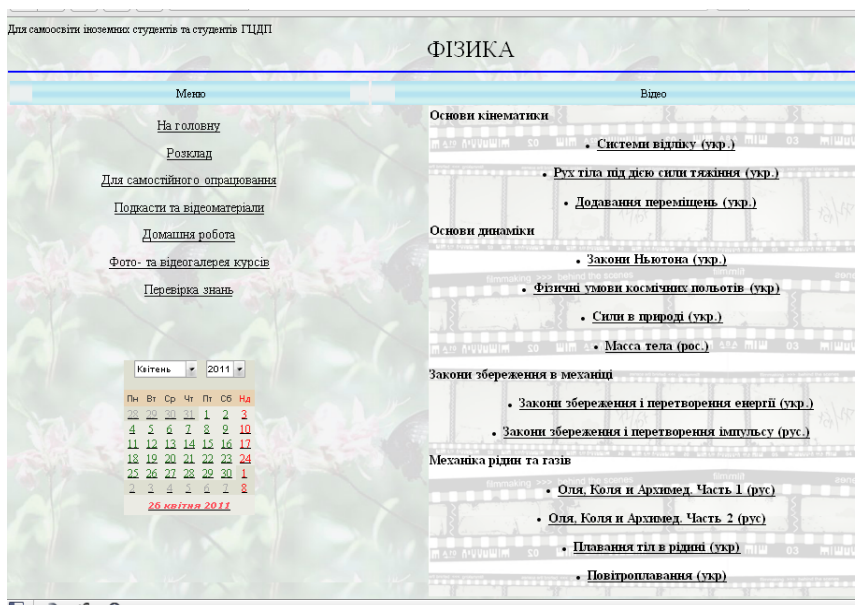 Для самоосвіти іноземних студентів та студентів ГЦДП
ФІЗИКА
Меню
На головну
Розклад
Для самостійного опрацювання
Подкасти та відеоматеріали
Домашня робота
Фото- та відеогалерея курсів
Перевірка знань
Квітень 2011
Пн Вт Ср Чт Пт Сб Нд
28 29 30 31 1 2 3
4 5 6 7 8 9 10
11 12 13 14 15 16 17
18 19 20 21 22 23 24
25 26 27 28 29 30 1
2 3 4 5 6 7 8
26 квітня 2011
Відео
Основи кінематики
• Системи відліку (укр.)
• Рух тіла під дією сили тяжіння (укр.)
• Додавання переміщень (укр.)
Основи динаміки
• Закони Ньютона (укр.)
• Фізичні умови космічних польотів (укр)
• Сили в природі (укр.)
• Масса тела (рос.)
Закони збереження в механіці
• Закони збереження і перетворення енергії (укр.)
• Закони збереження і перетворення імпульсу (рус.)
Механіка рідин та газів
• Оля, Коля и Архимед. Часть 1 (рус)
• Оля, Коля и Архимед. Часть 2 (рус)
• Плавання тіл в рідині (укр)
• Повітроплавання (укр)